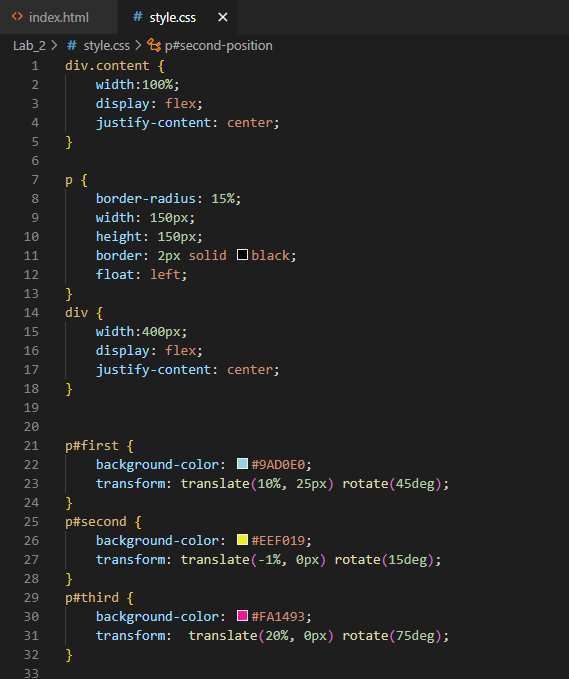 <> index.html # style.css ×
Lab_2 > # style.css > p#second-position
1 div.content {
2 width:100%;
3 display: flex;
4 justify-content: center;
5 }
6
7 p {
8 border-radius: 15%;
9 width: 150px;
10 height: 150px;
11 border: 2px solid black;
12 float: left;
13 }
14 div {
15 width:400px;
16 display: flex;
17 justify-content: center;
18 }
19
20
21 p#first {
22 background-color: #9AD0E0;
23 transform: translate(10%, 25px) rotate(45deg);
24 }
25 p#second {
26 background-color: #EEF019;
27 transform: translate(-1%, 0px) rotate(15deg);
28 }
29 p#third {
30 background-color: #FA1493;
31 transform:  translate(20%, 0px) rotate(75deg);
32 }
33